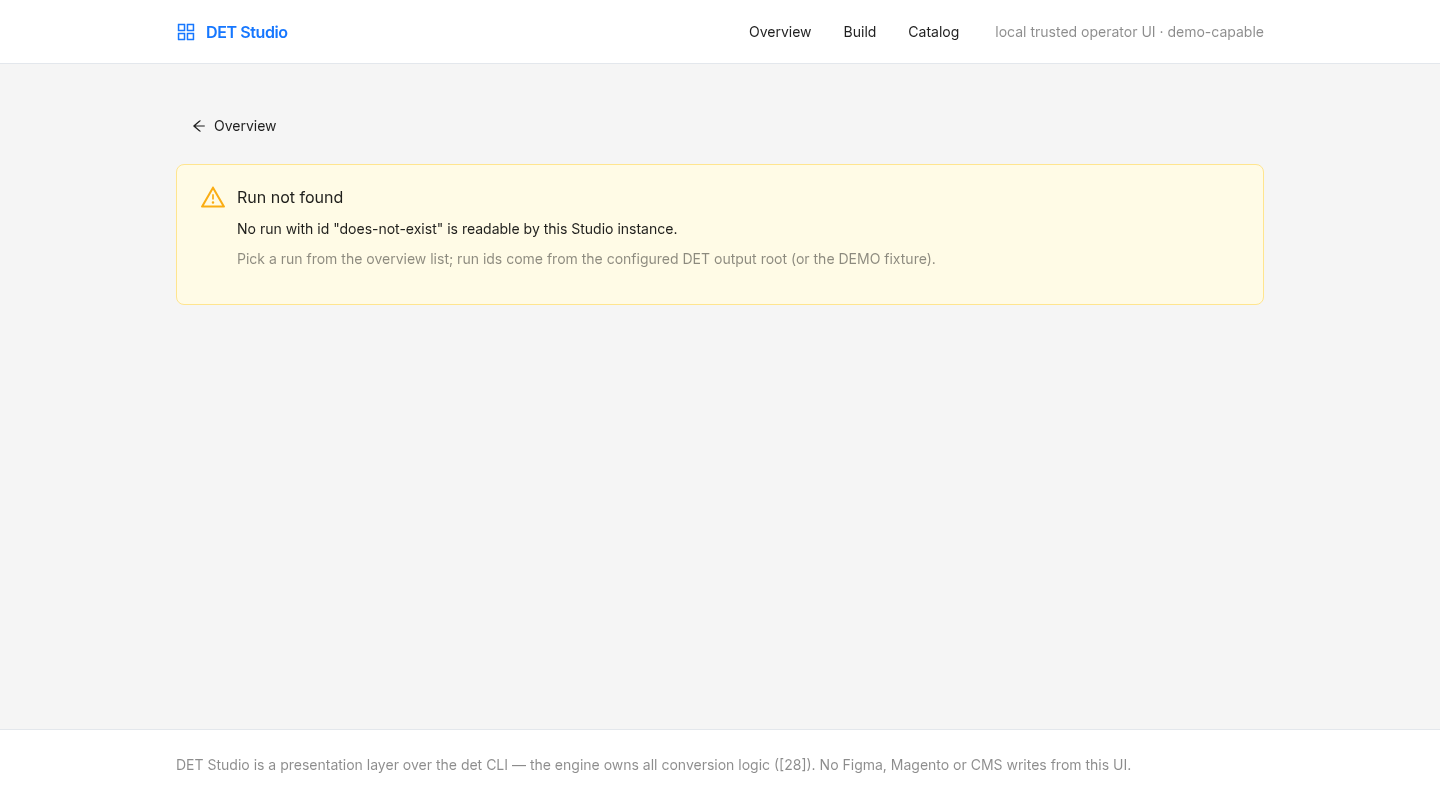 DET Studio
Overview
Build
Catalog
local trusted operator UI · demo-capable
Overview
Run not found
No run with id "does-not-exist" is readable by this Studio instance.
Pick a run from the overview list; run ids come from the configured DET output root (or the DEMO fixture).
DET Studio is a presentation layer over the det CLI — the engine owns all conversion logic ([28]). No Figma, Magento or CMS writes from this UI.